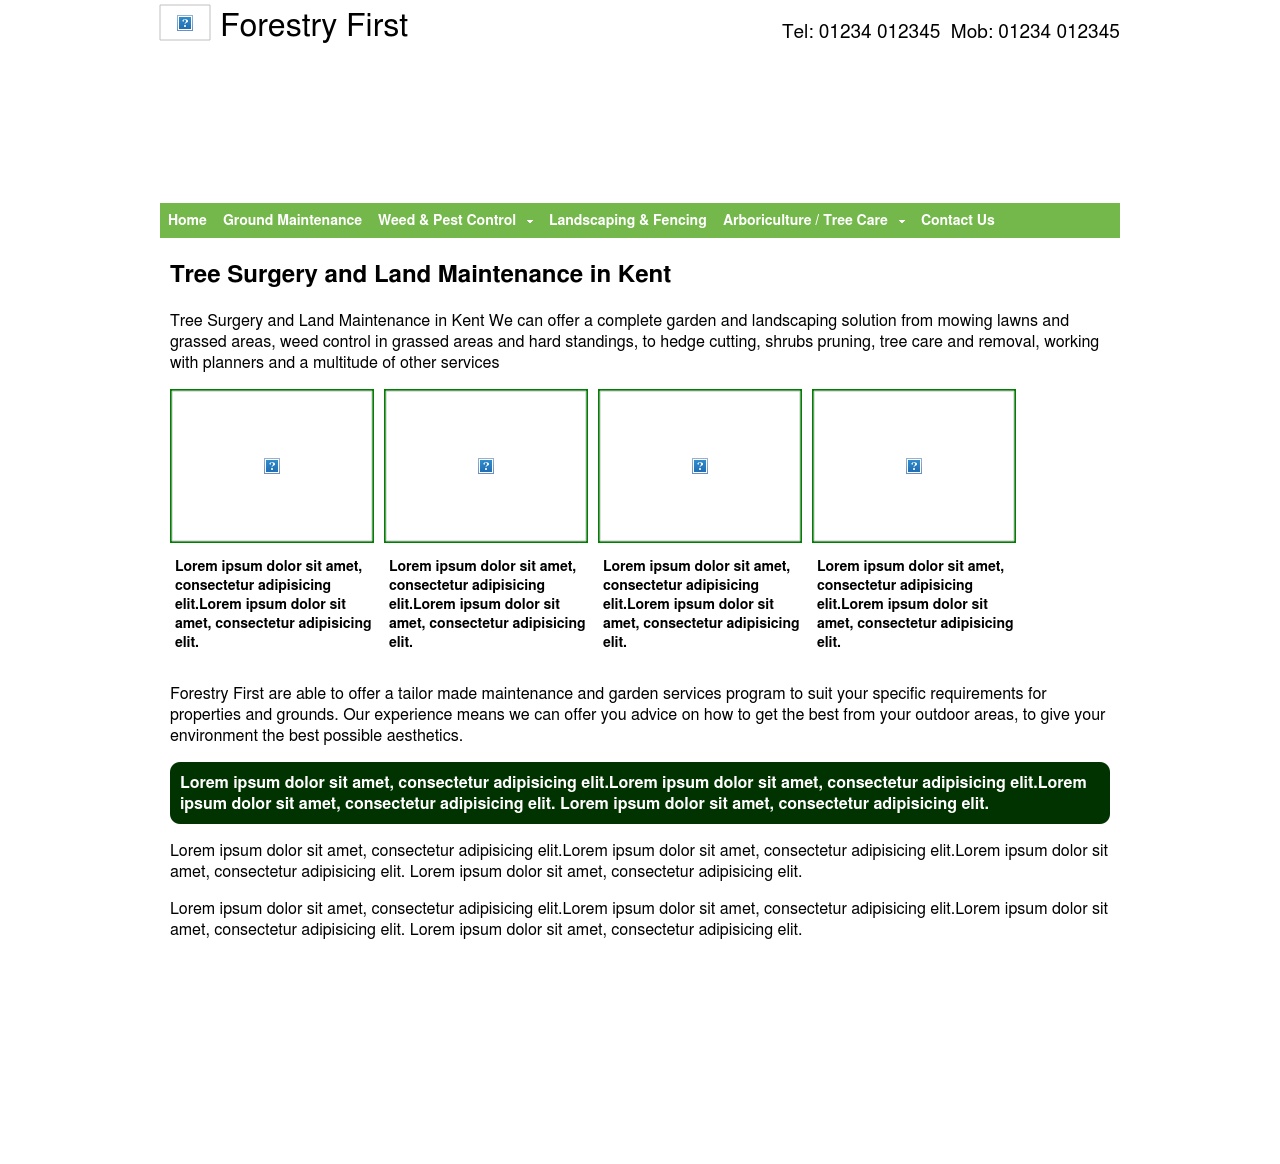 Forestry First
Tel: 01234 012345  Mob: 01234 012345
Home Ground Maintenance Weed & Pest Control Landscaping & Fencing Arboriculture / Tree Care Contact Us
Tree Surgery and Land Maintenance in Kent
Tree Surgery and Land Maintenance in Kent We can offer a complete garden and landscaping solution from mowing lawns and
grassed areas, weed control in grassed areas and hard standings, to hedge cutting, shrubs pruning, tree care and removal, working
with planners and a multitude of other services
Lorem ipsum dolor sit amet,
consectetur adipisicing
elit.Lorem ipsum dolor sit
amet, consectetur adipisicing
elit.
Lorem ipsum dolor sit amet,
consectetur adipisicing
elit.Lorem ipsum dolor sit
amet, consectetur adipisicing
elit.
Lorem ipsum dolor sit amet,
consectetur adipisicing
elit.Lorem ipsum dolor sit
amet, consectetur adipisicing
elit.
Lorem ipsum dolor sit amet,
consectetur adipisicing
elit.Lorem ipsum dolor sit
amet, consectetur adipisicing
elit.
Forestry First are able to offer a tailor made maintenance and garden services program to suit your specific requirements for
properties and grounds. Our experience means we can offer you advice on how to get the best from your outdoor areas, to give your
environment the best possible aesthetics.
Lorem ipsum dolor sit amet, consectetur adipisicing elit.Lorem ipsum dolor sit amet, consectetur adipisicing elit.Lorem
ipsum dolor sit amet, consectetur adipisicing elit. Lorem ipsum dolor sit amet, consectetur adipisicing elit.
Lorem ipsum dolor sit amet, consectetur adipisicing elit.Lorem ipsum dolor sit amet, consectetur adipisicing elit.Lorem ipsum dolor sit
amet, consectetur adipisicing elit. Lorem ipsum dolor sit amet, consectetur adipisicing elit.
Lorem ipsum dolor sit amet, consectetur adipisicing elit.Lorem ipsum dolor sit amet, consectetur adipisicing elit.Lorem ipsum dolor sit
amet, consectetur adipisicing elit. Lorem ipsum dolor sit amet, consectetur adipisicing elit.